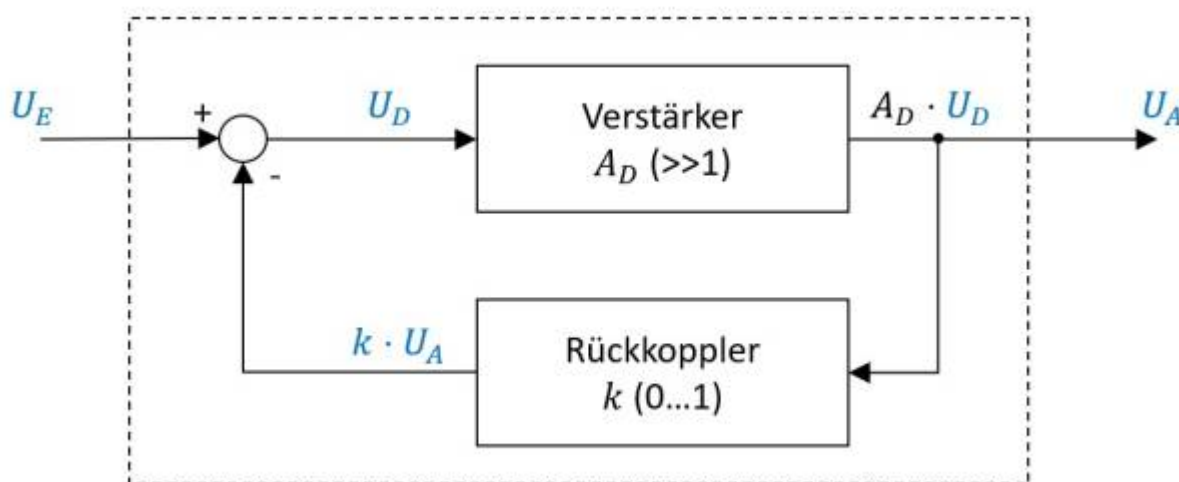 U_E
+
-
U_D
Verstärker
A_D (>>1)
A_D · U_D
U_A
k · U_A
Rückkoppler
k (0...1)